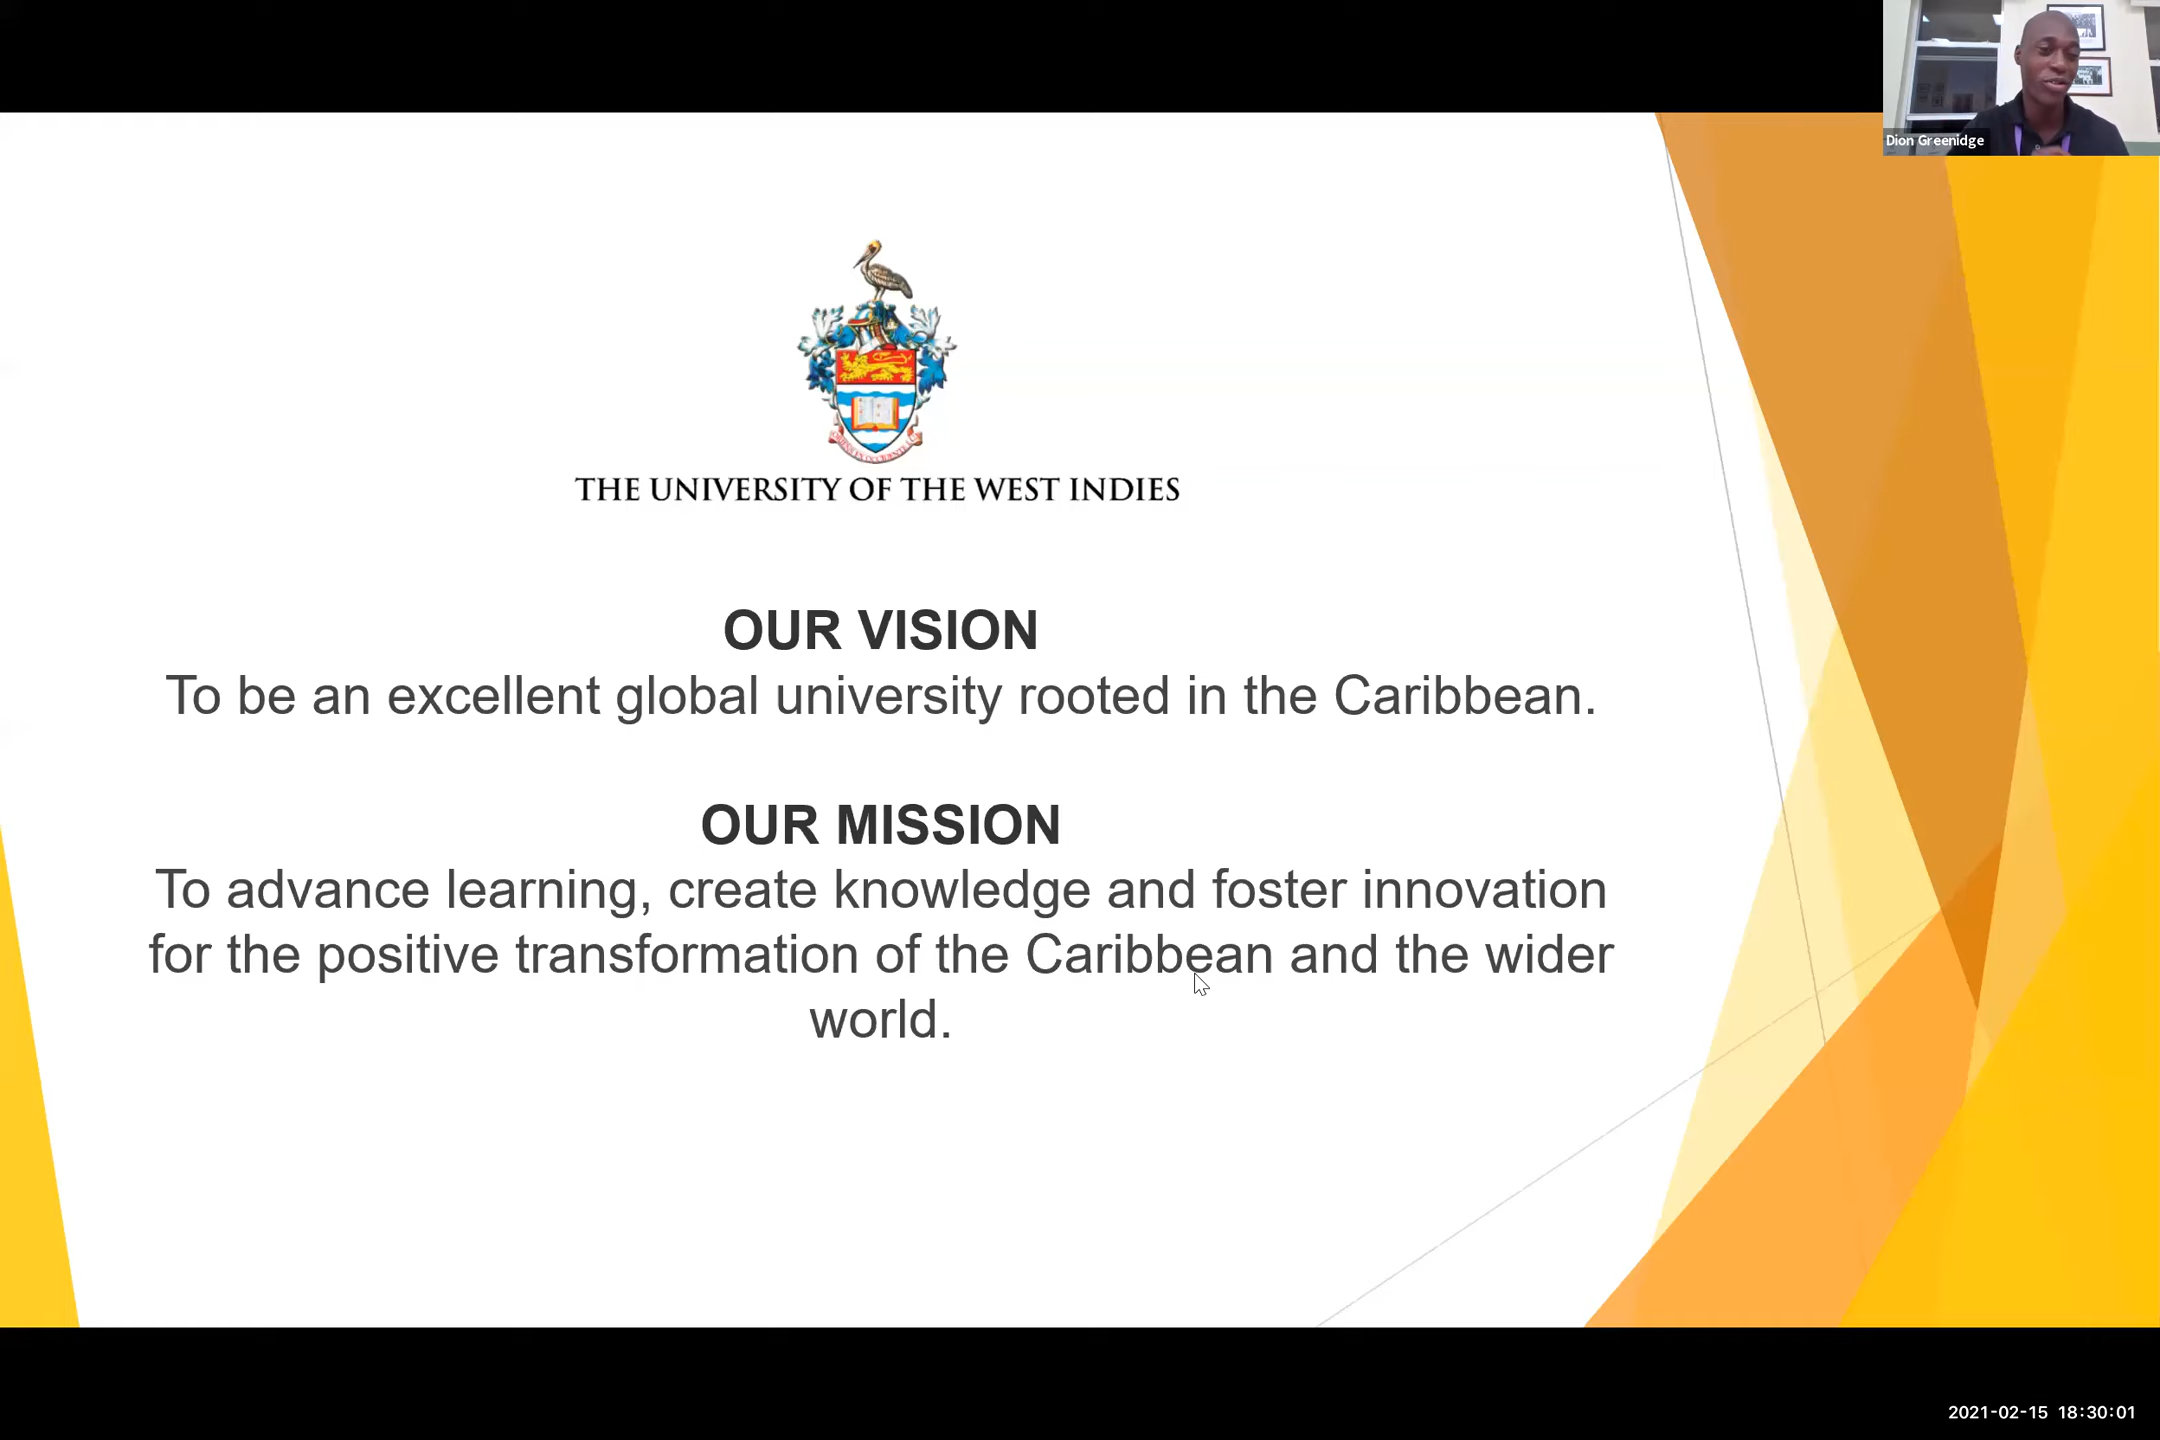 Dion Greenidge
THE UNIVERSITY OF THE WEST INDIES
OUR VISION
To be an excellent global university rooted in the Caribbean.
OUR MISSION
To advance learning, create knowledge and foster innovation
for the positive transformation of the Caribbean and the wider
world.
2021-02-15 18:30:01